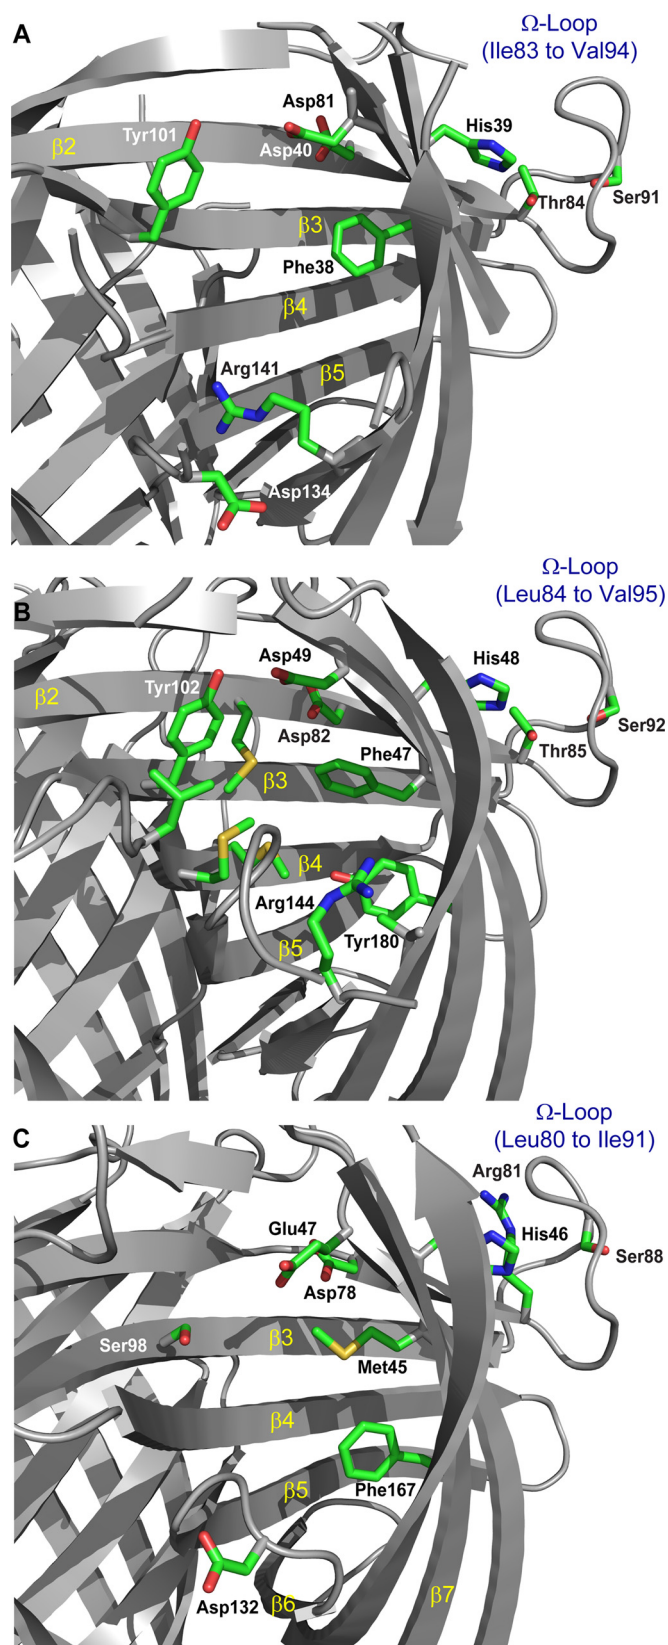 A
Ω-Loop
(Ile83 to Val94)
Asp81
Tyr101
His39
β2
Asp40
Thr84
Ser91
β3
Phe38
β4
Arg141
β5
Asp134
B
Ω-Loop
(Leu84 to Val95)
Asp49
His48
Tyr102
β2
Ser92
Asp82
Thr85
Phe47
β3
β4
Arg144
Tyr180
β5
C
Ω-Loop
(Leu80 to Ile91)
Arg81
Glu47
His46
Ser88
Asp78
Ser98
β3
Met45
β4
β5
Phe167
Asp132
β6
β7